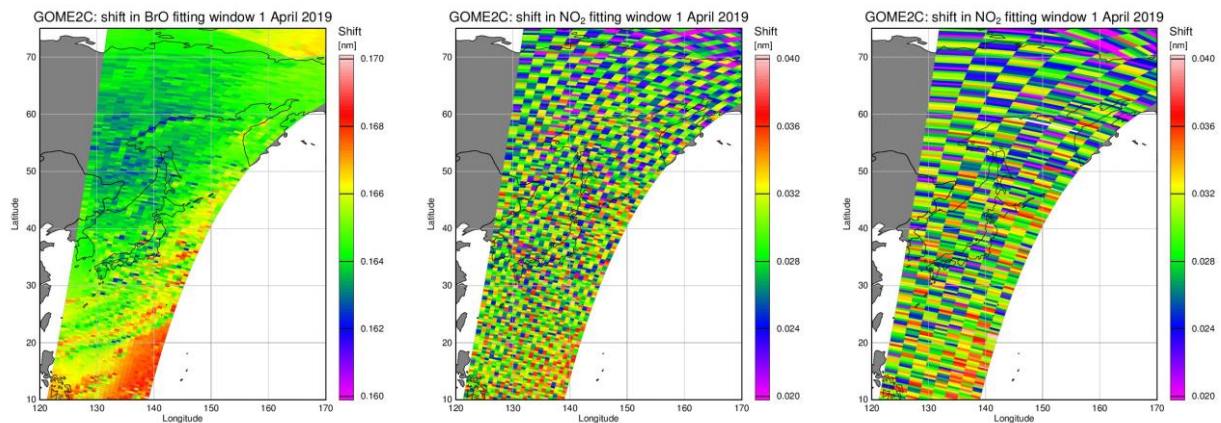 GOME2C: shift in BrO fitting window 1 April 2019
Shift
[nm]
0.170
0.168
0.166
0.164
0.162
0.160
70
60
50
40
30
20
10
Latitude
120 130 140 150 160 170
Longitude
GOME2C: shift in NO₂ fitting window 1 April 2019
Shift
[nm]
0.040
0.036
0.032
0.028
0.024
0.020
70
60
50
40
30
20
10
Latitude
120 130 140 150 160 170
Longitude
GOME2C: shift in NO₂ fitting window 1 April 2019
Shift
[nm]
0.040
0.036
0.032
0.028
0.024
0.020
70
60
50
40
30
20
10
Latitude
120 130 140 150 160 170
Longitude